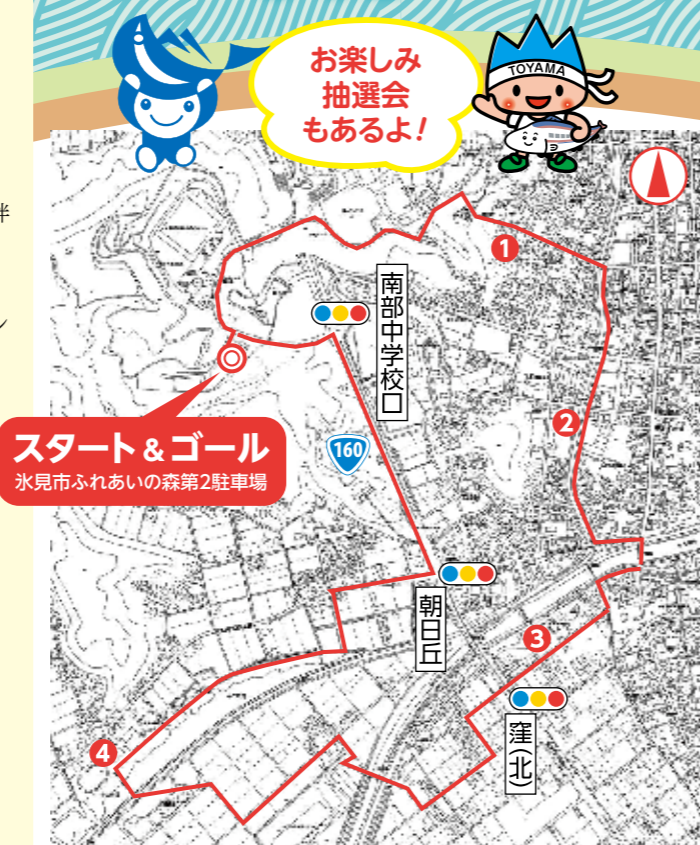 お楽しみ
抽選会
もあるよ!
TOYAMA
伴
1
南部中学校口
2
スタート&ゴール
氷見市ふれあいの森第2駐車場
160
朝日丘
3
窪(北)
4